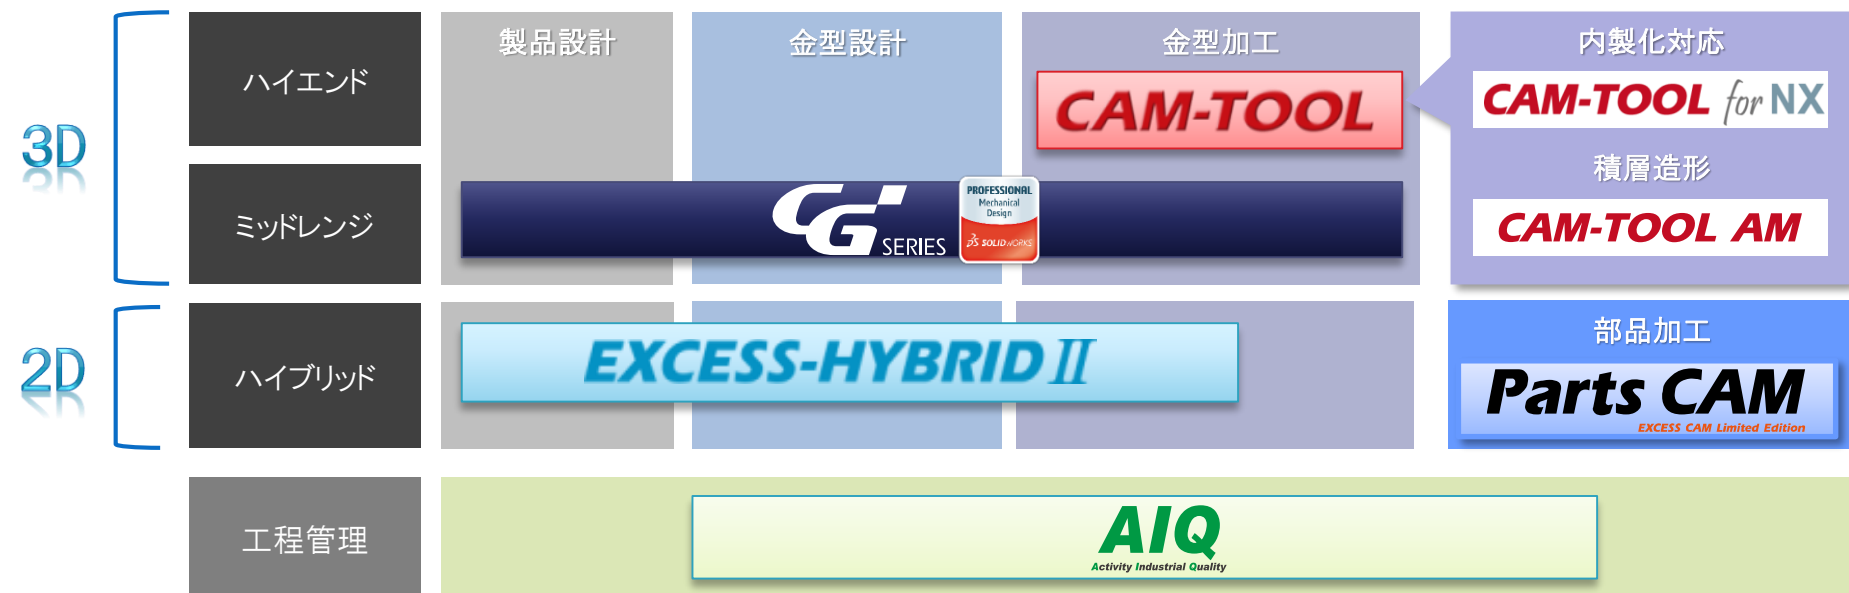 製品設計
金型設計
金型加工
内製化対応
3D
ハイエンド
CAM-TOOL
CAM-TOOL for NX
積層造形
CAM-TOOL AM
ミッドレンジ
CG SERIES
PROFESSIONAL
Mechanical
Design
SOLIDWORKS
2D
ハイブリッド
EXCESS-HYBRID II
部品加工
Parts CAM
EXCESS CAM Limited Edition
工程管理
AIQ
Activity Industrial Quality